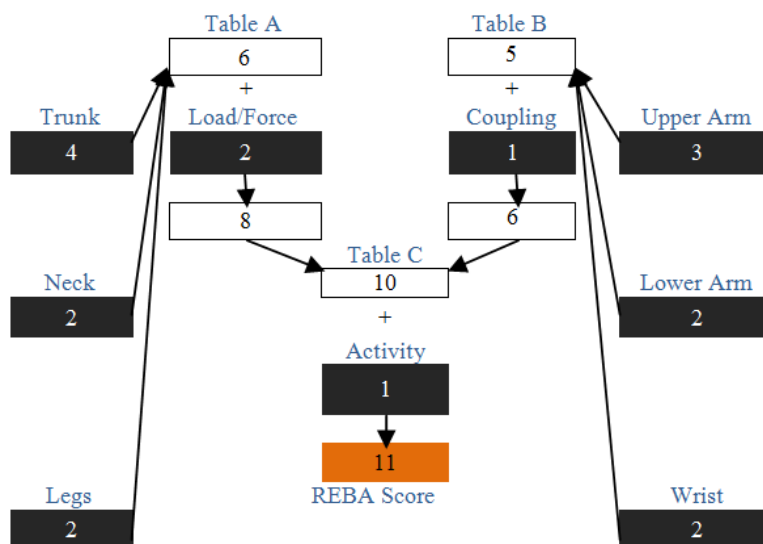 Table A Table B
6 5
+ +
Trunk Load/Force Coupling Upper Arm
4 2 1 3
8 6
Table C
Neck 10 Lower Arm
2 + 2
Activity
1
11
Legs REBA Score Wrist
2 2